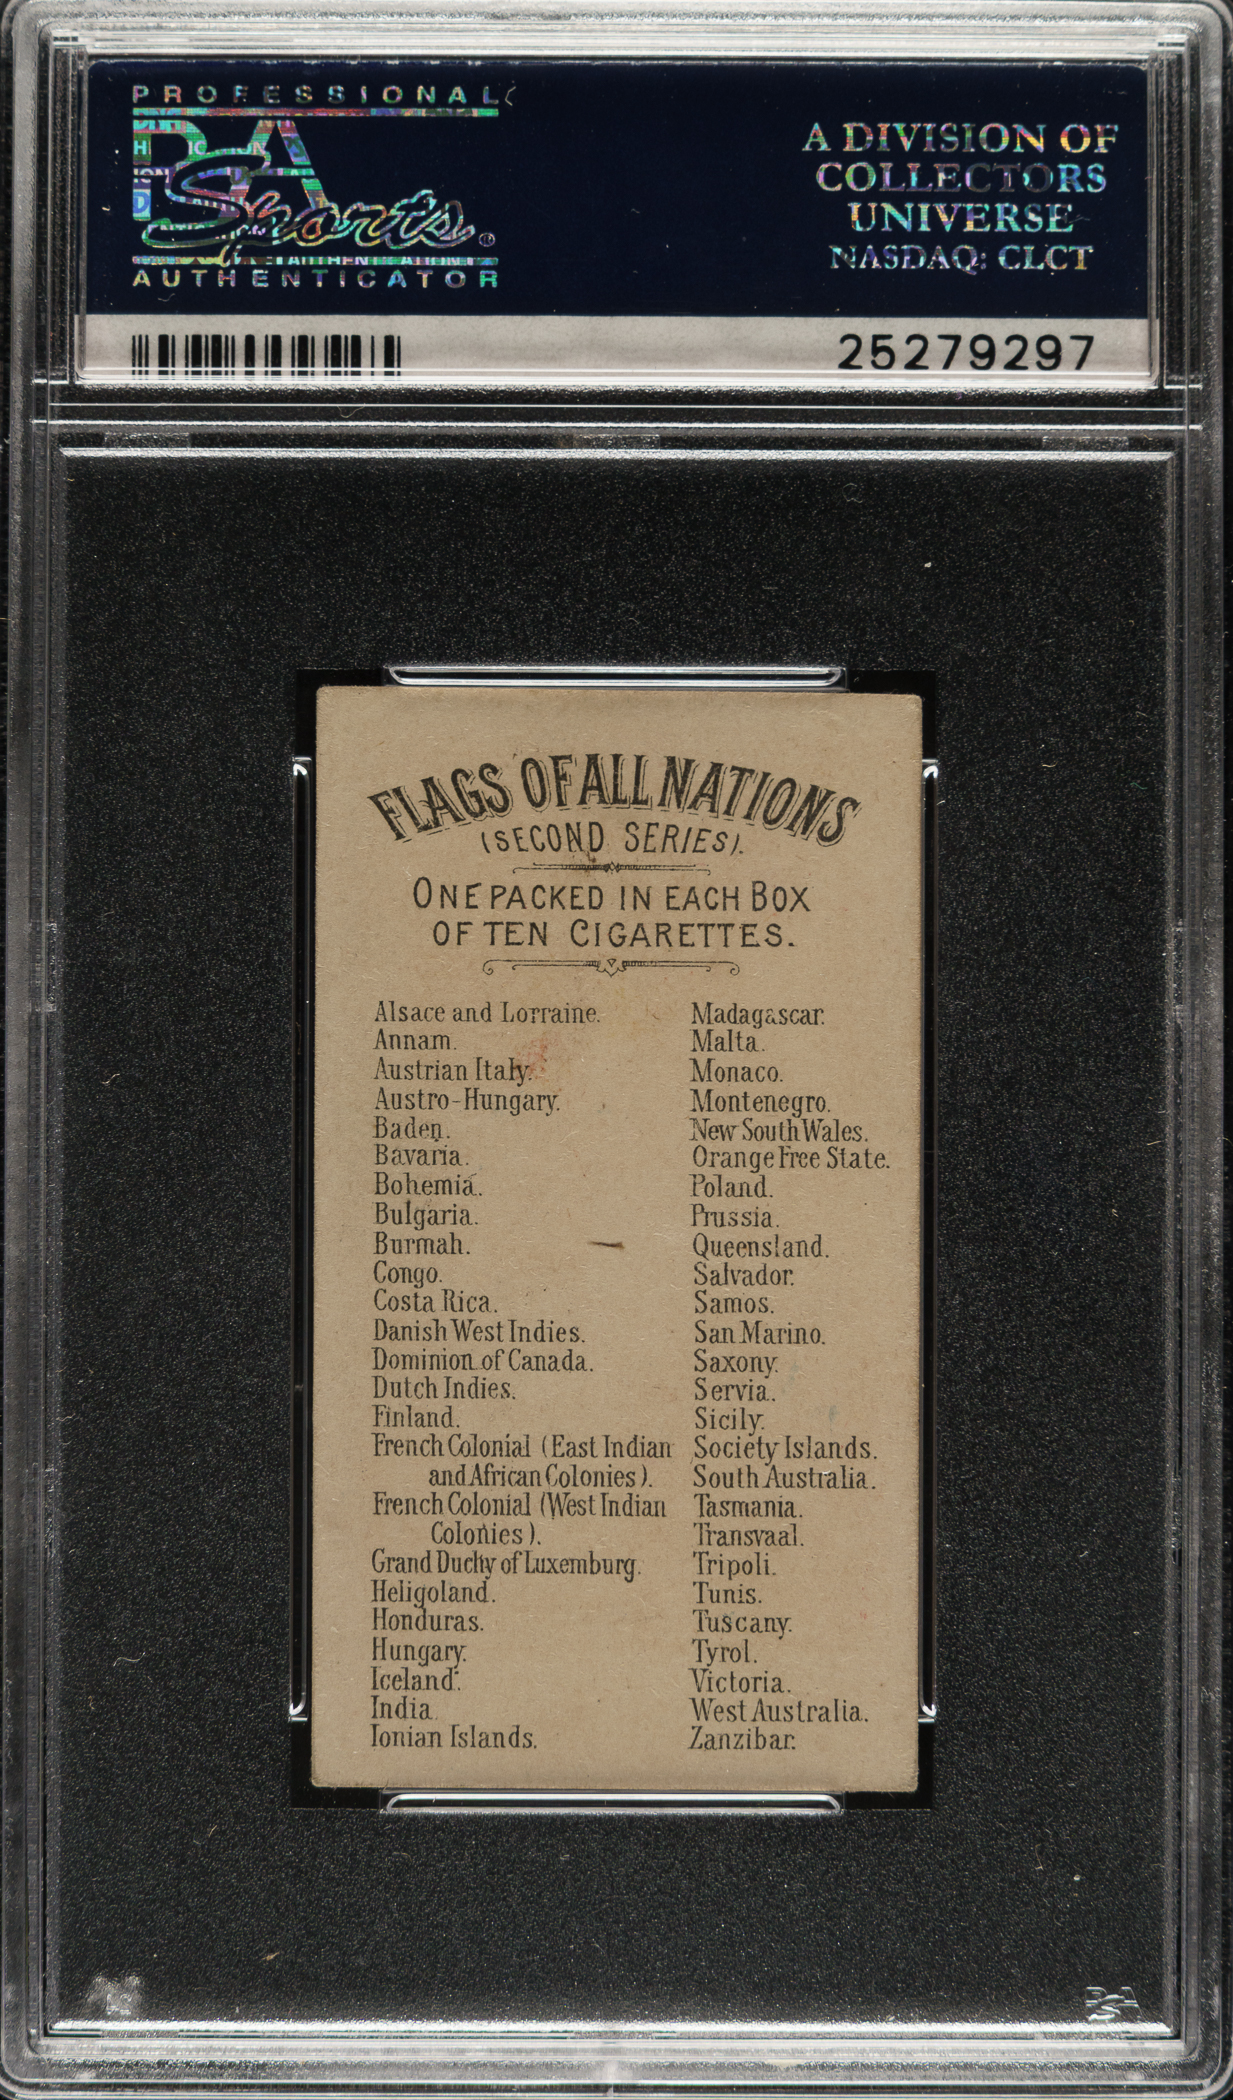 PROFESSIONAL
PSA
Sports
AUTHENTICATOR
A DIVISION OF
COLLECTORS
UNIVERSE
NASDAQ: CLCT
25279297
FLAGS OF ALL NATIONS
(SECOND SERIES).
ONE PACKED IN EACH BOX
OF TEN CIGARETTES.
Alsace and Lorraine.
Annam.
Austrian Italy.
Austro-Hungary.
Baden.
Bavaria.
Bohemia.
Bulgaria.
Burmah.
Congo.
Costa Rica.
Danish West Indies.
Dominion of Canada.
Dutch Indies.
Finland.
French Colonial (East Indian
and African Colonies).
French Colonial (West Indian
Colonies).
Grand Duchy of Luxemburg.
Heligoland.
Honduras.
Hungary.
Iceland.
India
Ionian Islands.
Madagascar.
Malta.
Monaco.
Montenegro.
New South Wales.
Orange Free State.
Poland.
Prussia.
Queensland.
Salvador.
Samos.
San Marino.
Saxony.
Servia.
Sicily.
Society Islands.
South Australia.
Tasmania.
Transvaal.
Tripoli.
Tunis.
Tuscany.
Tyrol.
Victoria.
West Australia.
Zanzibar.
PSA